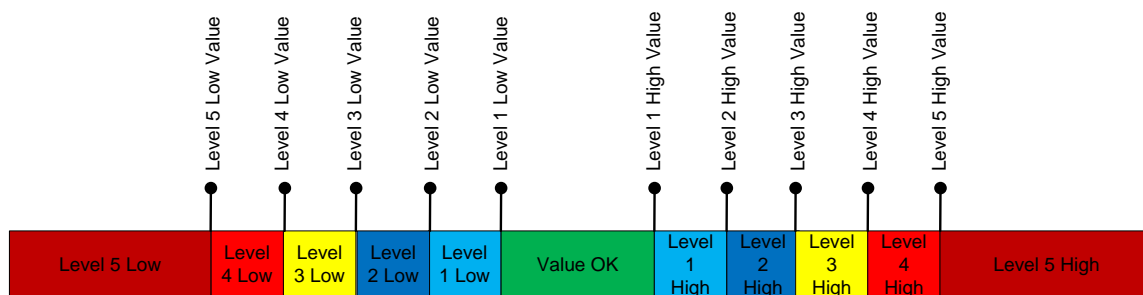 Level 5 Low Value
Level 4 Low Value
Level 3 Low Value
Level 2 Low Value
Level 1 Low Value
Level 1 High Value
Level 2 High Value
Level 3 High Value
Level 4 High Value
Level 5 High Value
Level 5 Low
Level
4 Low
Level
3 Low
Level
2 Low
Level
1 Low
Value OK
Level
1
High
Level
2
High
Level
3
High
Level
4
High
Level 5 High